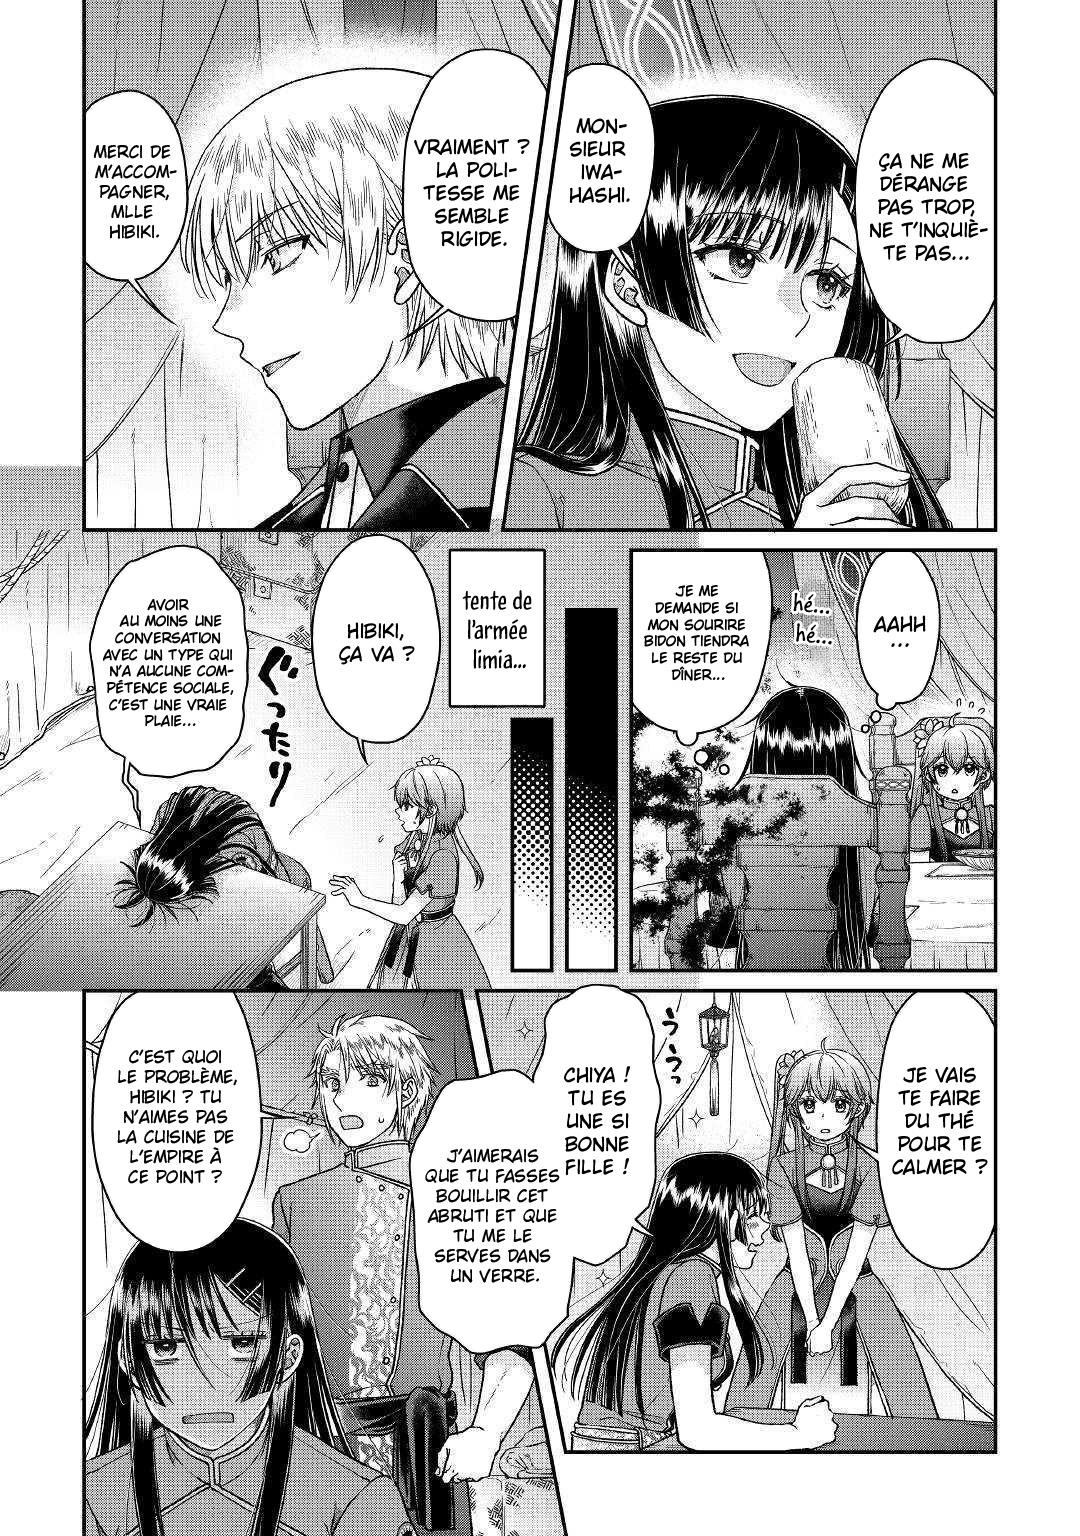 ÇA NE ME
DÉRANGE
PAS TROP,
NE T'INQUIÈ-
TE PAS...
MON-
SIEUR
IWA-
HASHI.
VRAIMENT ?
LA POLI-
TESSE ME
SEMBLE
RIGIDE.
MERCI DE
M'ACCOM-
PAGNER,
MLLE
HIBIKI.
AAHH
...
hé...
hé...
JE ME
DEMANDE SI
MON SOURIRE
BIDON TIENDRA
LE RESTE DU
DÎNER...
tente de
l'armée
limia...
HIBIKI,
ÇA VA ?
ぐったり
AVOIR
AU MOINS UNE
CONVERSATION
AVEC UN TYPE QUI
N'A AUCUNE COM-
PÉTENCE SOCIALE,
C'EST UNE VRAIE
PLAIE...
JE VAIS
TE FAIRE
DU THÉ
POUR TE
CALMER ?
うううっ
CHIYA !
TU ES
UNE SI
BONNE
FILLE !
J'AIMERAIS
QUE TU FASSES
BOUILLIR CET
ABRUTI ET QUE
TU ME LE
SERVES DANS
UN VERRE.
C'EST QUOI
LE PROBLÈME,
HIBIKI ? TU
N'AIMES PAS
LA CUISINE DE
L'EMPIRE À
CE POINT ?